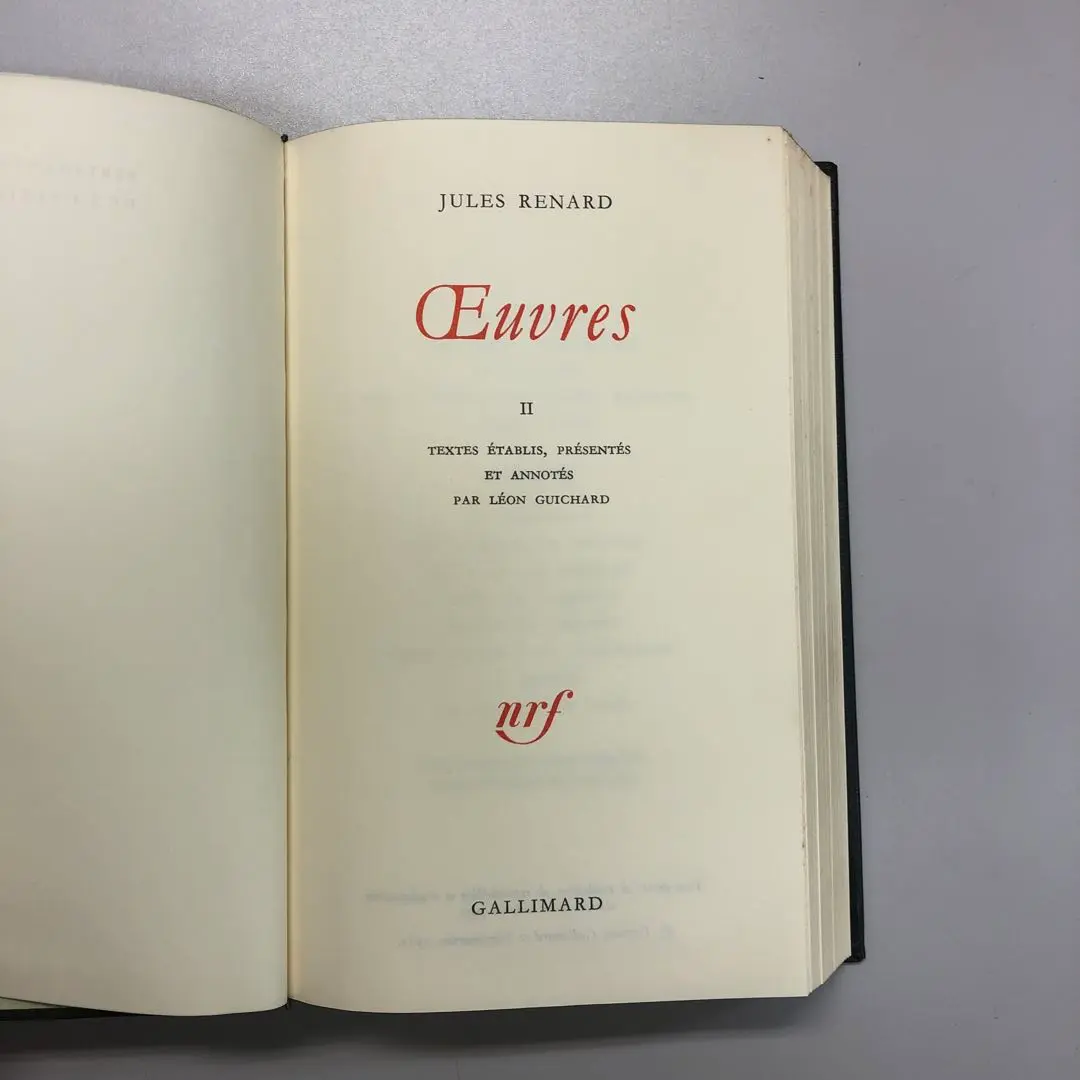 JULES RENARD
Œuvres
II
TEXTES ÉTABLIS, PRÉSENTÉS
ET ANNOTÉS
PAR LÉON GUICHARD
nrf
GALLIMARD